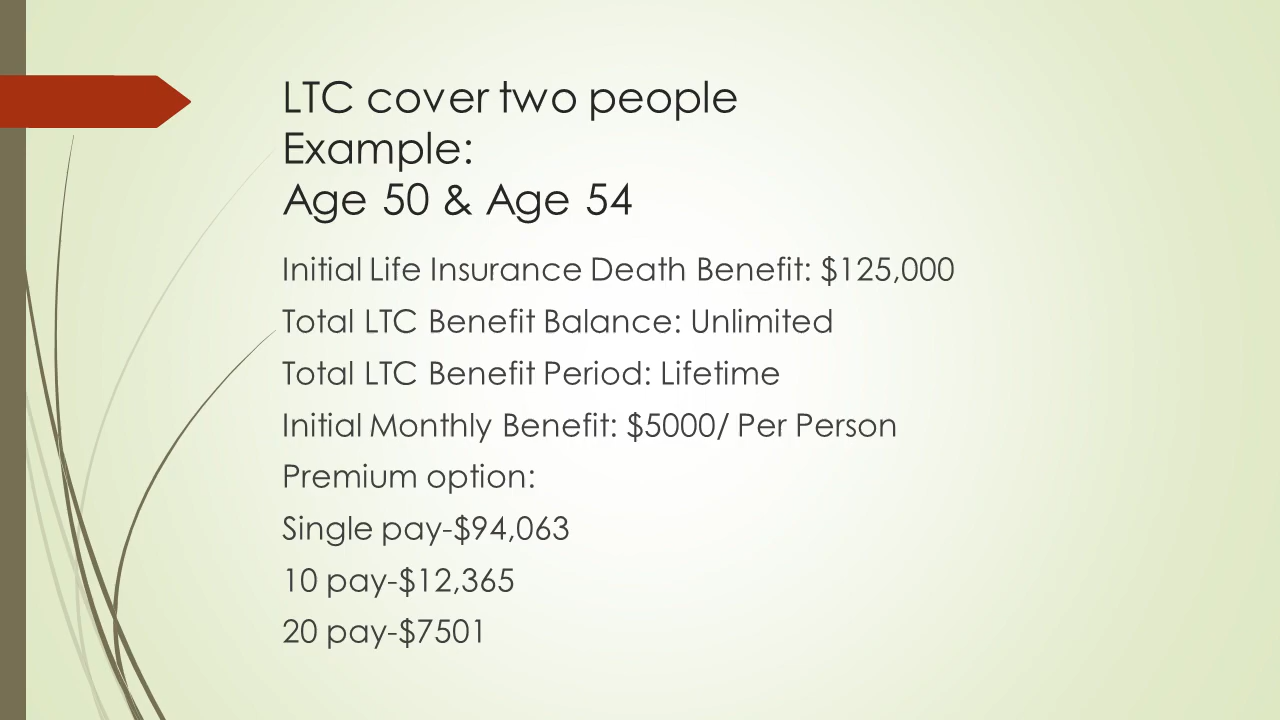 LTC cover two people
Example:
Age 50 & Age 54
Initial Life Insurance Death Benefit: $125,000
Total LTC Benefit Balance: Unlimited
Total LTC Benefit Period: Lifetime
Initial Monthly Benefit: $5000/ Per Person
Premium option:
Single pay-$94,063
10 pay-$12,365
20 pay-$7501